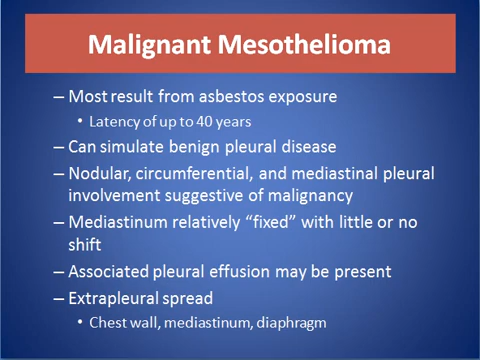 Malignant Mesothelioma
– Most result from asbestos exposure
• Latency of up to 40 years
– Can simulate benign pleural disease
– Nodular, circumferential, and mediastinal pleural
involvement suggestive of malignancy
– Mediastinum relatively “fixed” with little or no
shift
– Associated pleural effusion may be present
– Extrapleural spread
• Chest wall, mediastinum, diaphragm